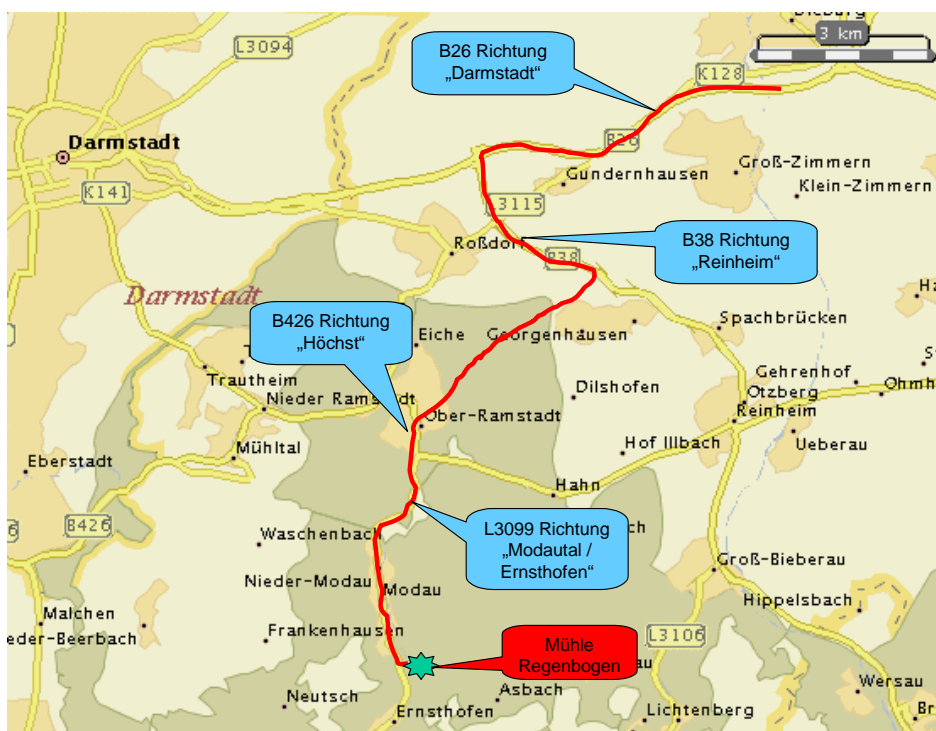 Dieburg
3 km
L3094
B26 Richtung
„Darmstadt“
K128
Darmstadt
B26
Groß-Zimmern
Gundernhausen
Klein-Zimmern
K141
L3115
Roßdorf
B38
B38 Richtung
„Reinheim“
Darmstadt
B426 Richtung
„Höchst“
Eiche
Georgenhausen
Spachbrücken
Trautheim
Dilshofen
Gehrenhof
Ohmh
Nieder Ramstadt
Otzberg
Ober-Ramstadt
Reinheim
Mühltal
Hof Illbach
Ueberau
Eberstadt
Hahn
B426
L3099 Richtung
„Modautal /
Ernsthofen“
Waschenbach
Groß-Bieberau
Nieder-Modau
Modau
Hippelsbach
Malchen
Frankenhausen
eder-Beerbach
L3106
Mühle
Regenbogen
au
Wersau
Asbach
Neutsch
Ernsthofen
Lichtenberg
Br